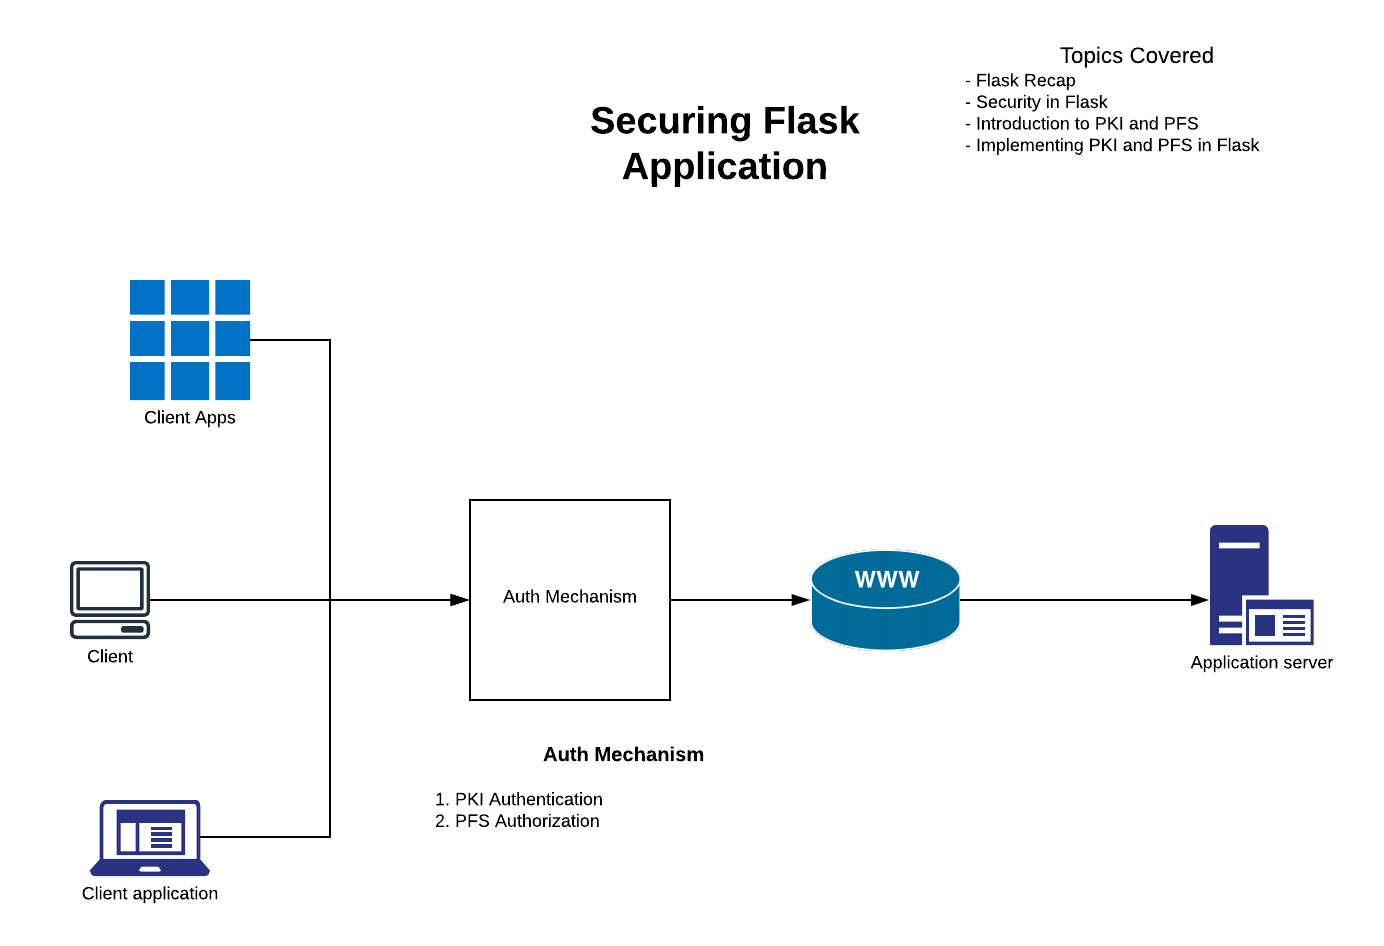 Topics Covered
- Flask Recap
- Security in Flask
- Introduction to PKI and PFS
- Implementing PKI and PFS in Flask
Securing Flask
Application
Client Apps
Client
Client application
Auth Mechanism
WWW
Application server
Auth Mechanism
1. PKI Authentication
2. PFS Authorization